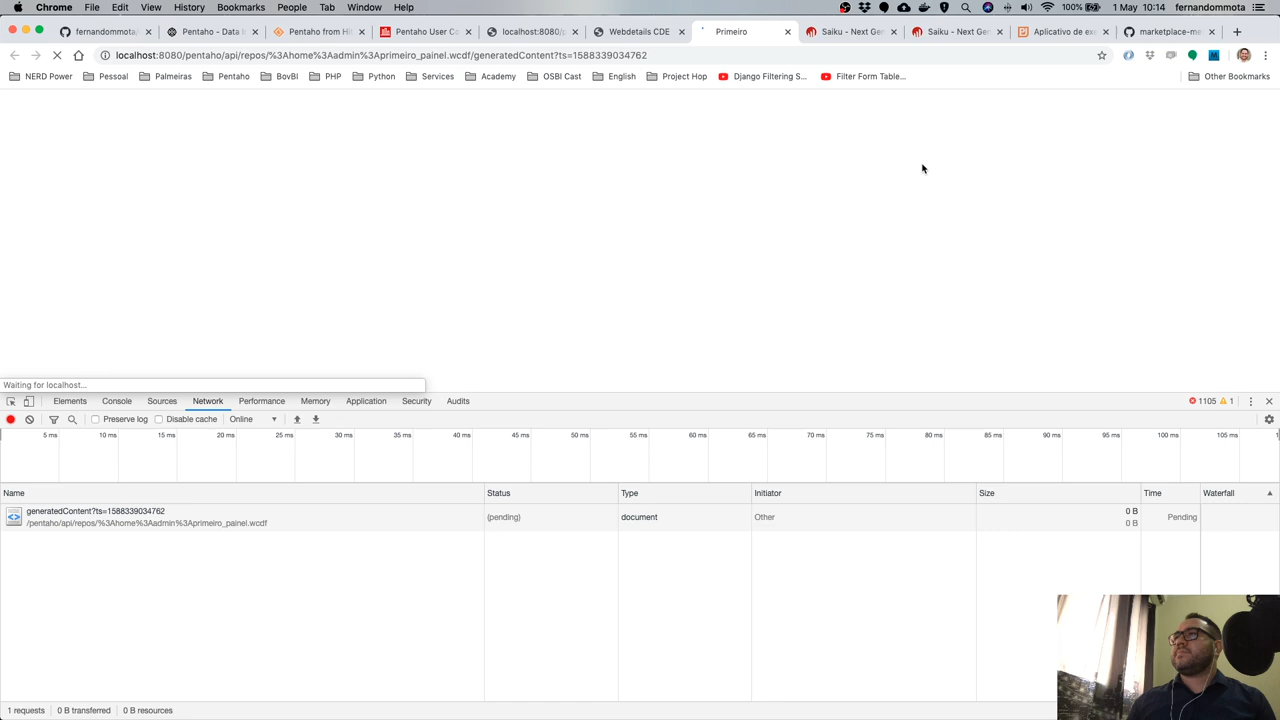 Chrome File Edit View History Bookmarks People Tab Window Help 100% 1 May 10:14 fernandommota
fernandommota/ Pentaho - Data In Pentaho from Hit Pentaho User Co localhost:8080/p Webdetails CDE Primeiro Saiku - Next Gen Saiku - Next Gen Aplicativo de exe marketplace-me
localhost:8080/pentaho/api/repos/%3Ahome%3Aadmin%3Aprimeiro_painel.wcdf/generatedContent?ts=1588339034762
NERD Power Pessoal Palmeiras Pentaho BovBI PHP Python Services Academy OSBI Cast English Project Hop Django Filtering S... Filter Form Table... Other Bookmarks
Waiting for localhost...
Elements Console Sources Network Performance Memory Application Security Audits 1105 1
Preserve log Disable cache Online
5 ms 10 ms 15 ms 20 ms 25 ms 30 ms 35 ms 40 ms 45 ms 50 ms 55 ms 60 ms 65 ms 70 ms 75 ms 80 ms 85 ms 90 ms 95 ms 100 ms 105 ms
Name Status Type Initiator Size Time Waterfall
generatedContent?ts=1588339034762 0 B
(pending) document Other Pending
/pentaho/api/repos/%3Ahome%3Aadmin%3Aprimeiro_painel.wcdf 0 B
1 requests 0 B transferred 0 B resources